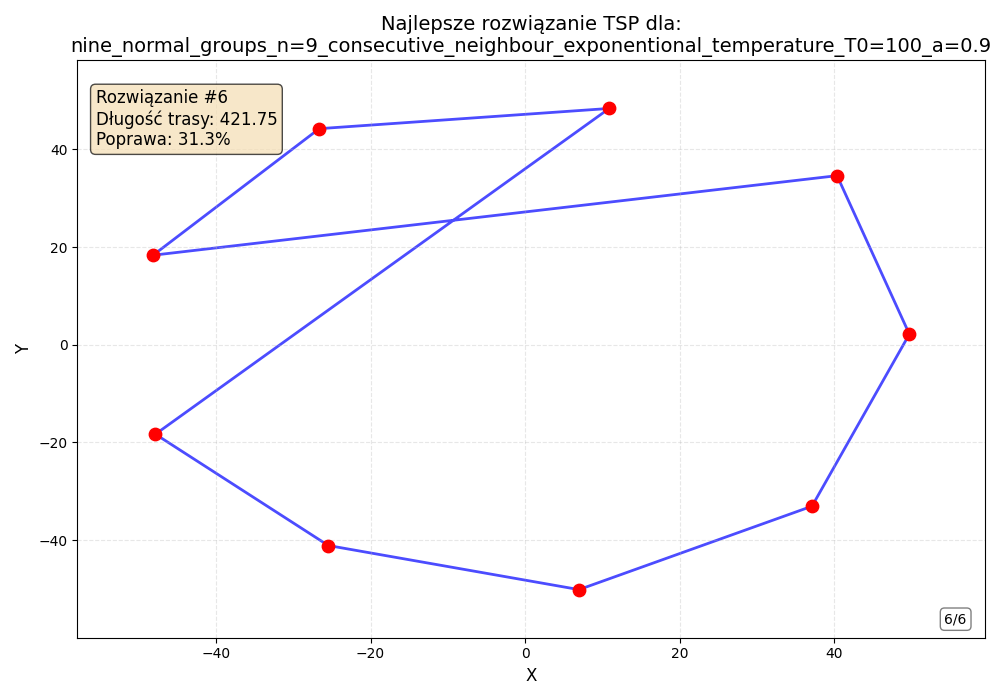 Najlepsze rozwiązanie TSP dla:
nine_normal_groups_n=9_consecutive_neighbour_exponentional_temperature_T0=100_a=0.9
Rozwiązanie #6
Długość trasy: 421.75
Poprawa: 31.3%
40
20
0
−20
−40
Y
6/6
−40
−20
0
20
40
X